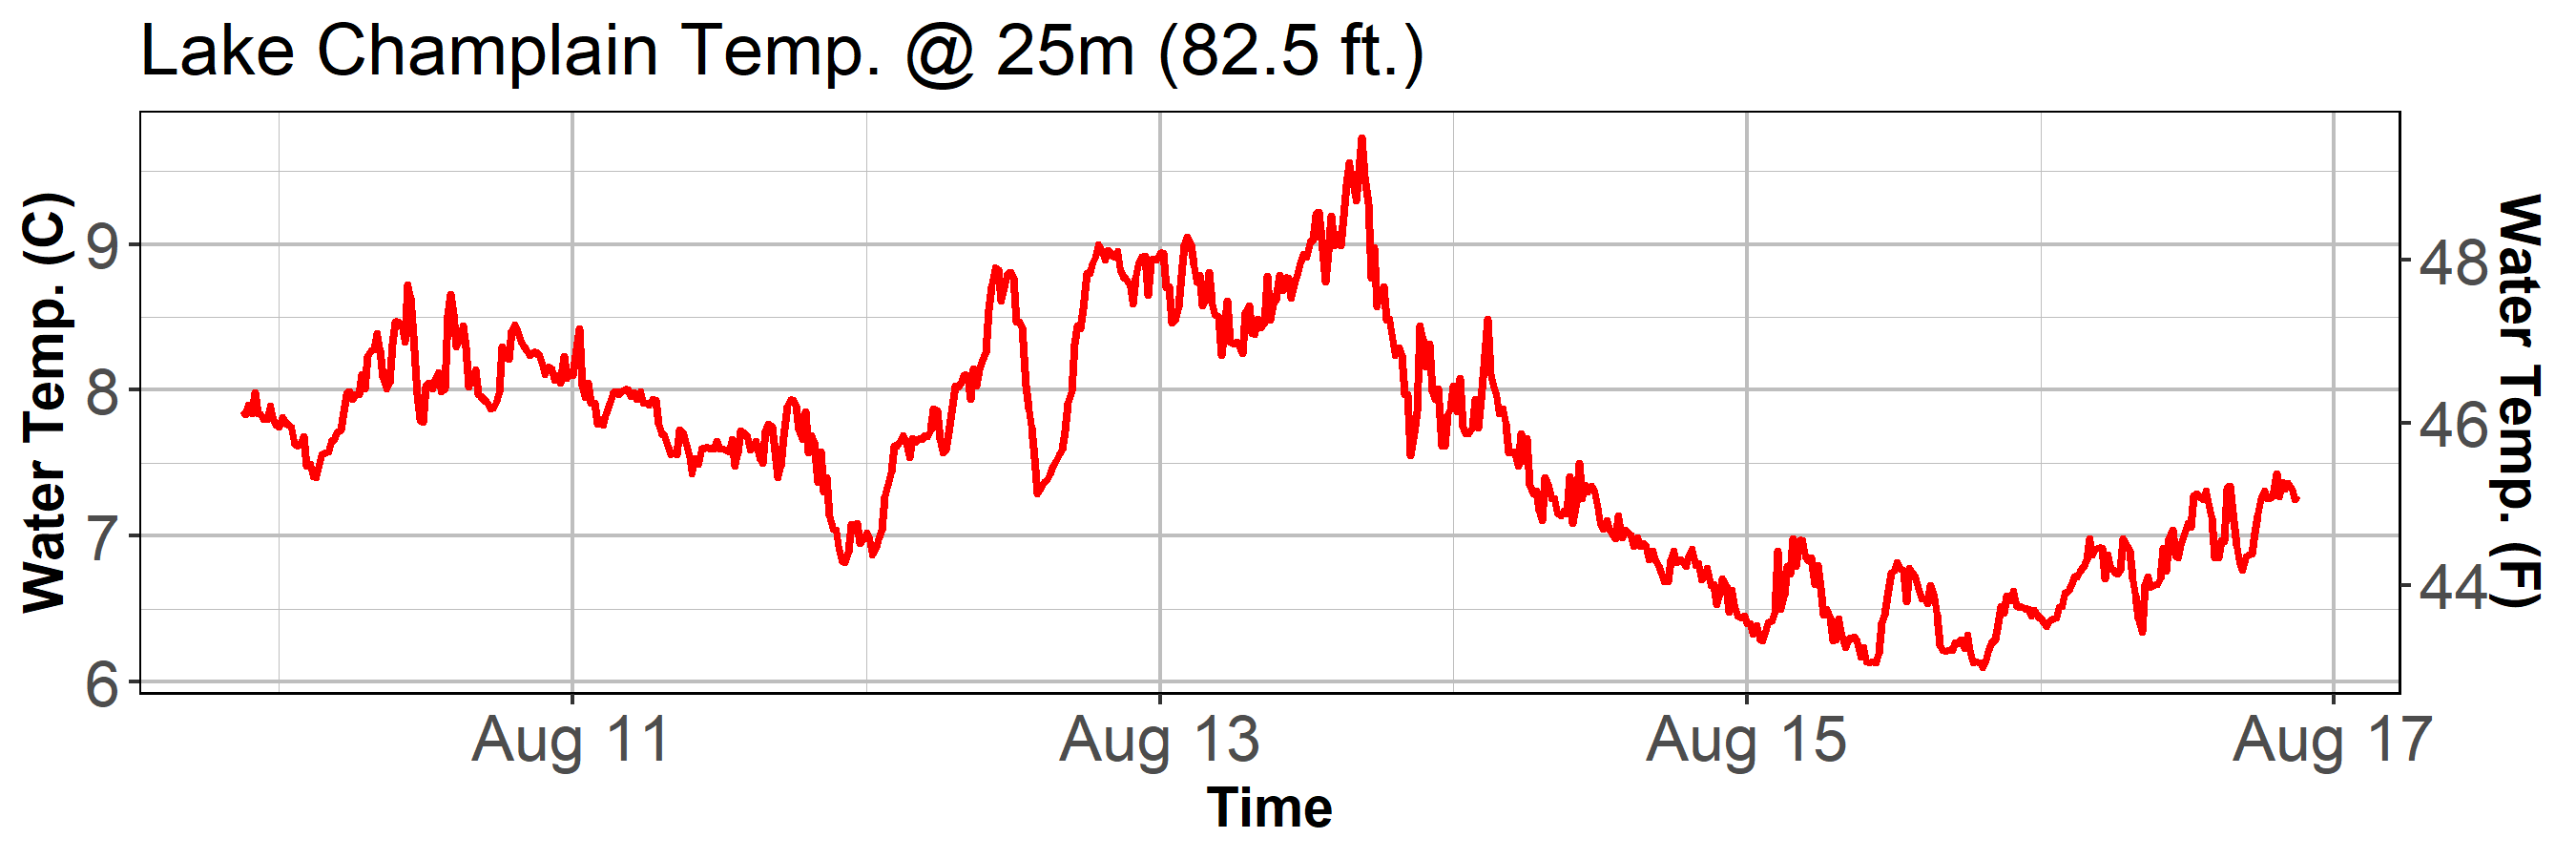 Lake Champlain Temp. @ 25m (82.5 ft.)
Water Temp. (C)
9
8
7
6
48
46
44
Water Temp. (F)
Aug 11 Aug 13 Aug 15 Aug 17
Time